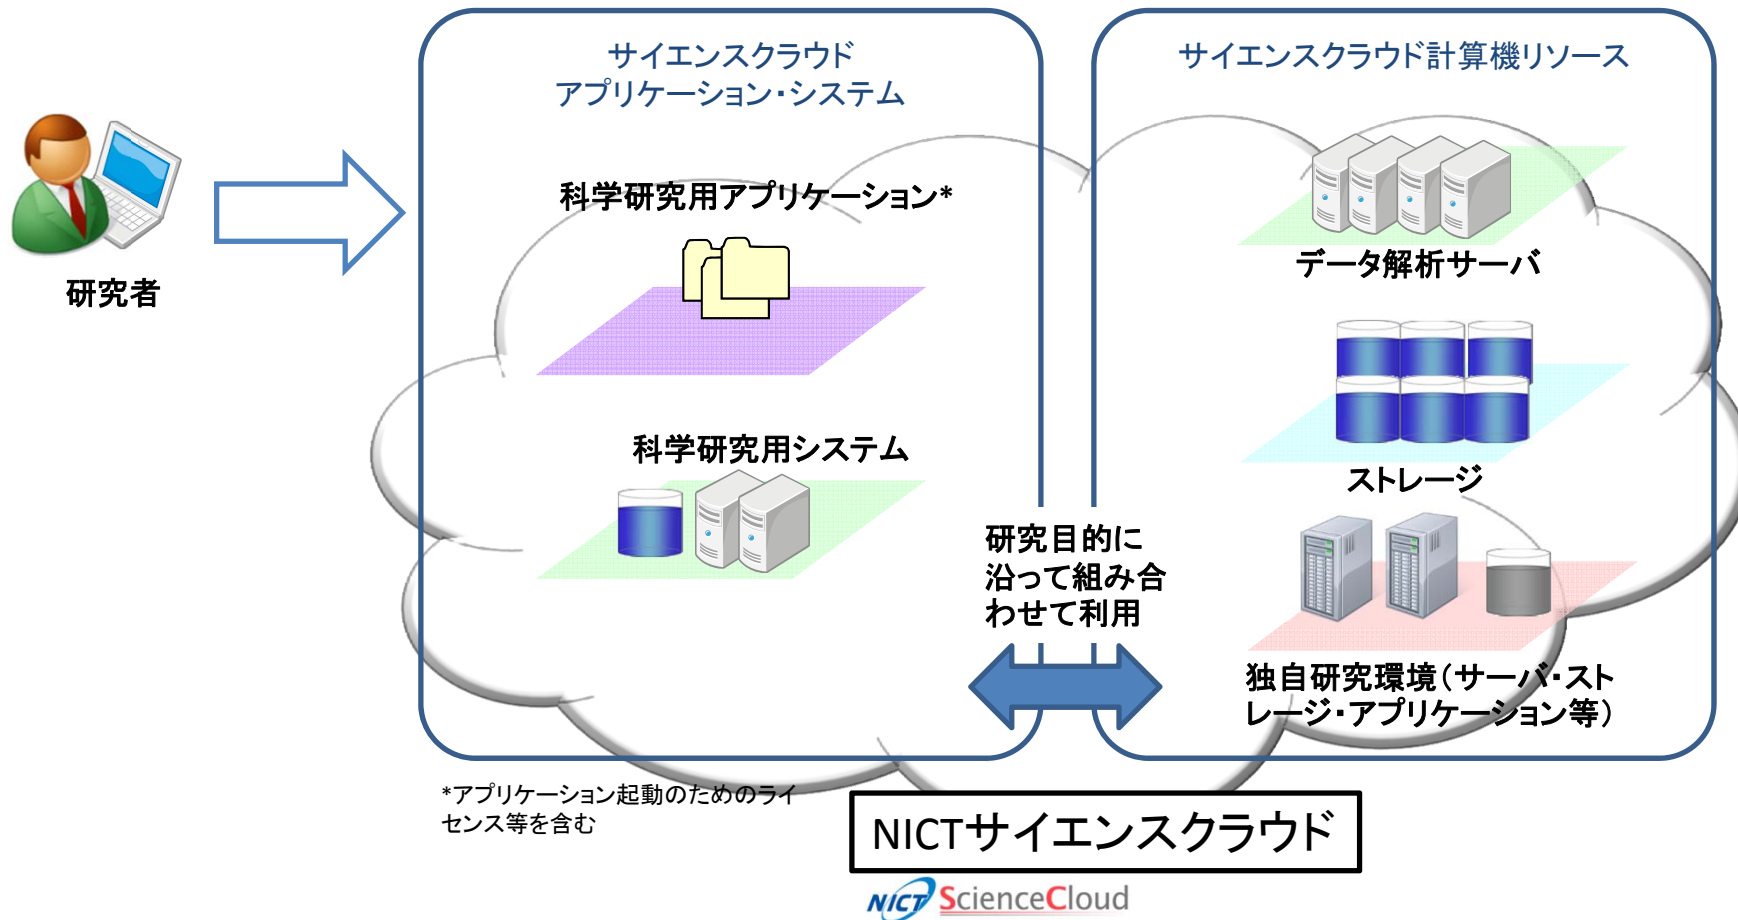 サイエンスクラウド
アプリケーション・システム
サイエンスクラウド計算機リソース
研究者
科学研究用アプリケーション*
科学研究用システム
データ解析サーバ
ストレージ
研究目的に
沿って組み合
わせて利用
独自研究環境（サーバ・スト
レージ・アプリケーション等）
*アプリケーション起動のためのライ
センス等を含む
NICTサイエンスクラウド
NICT ScienceCloud